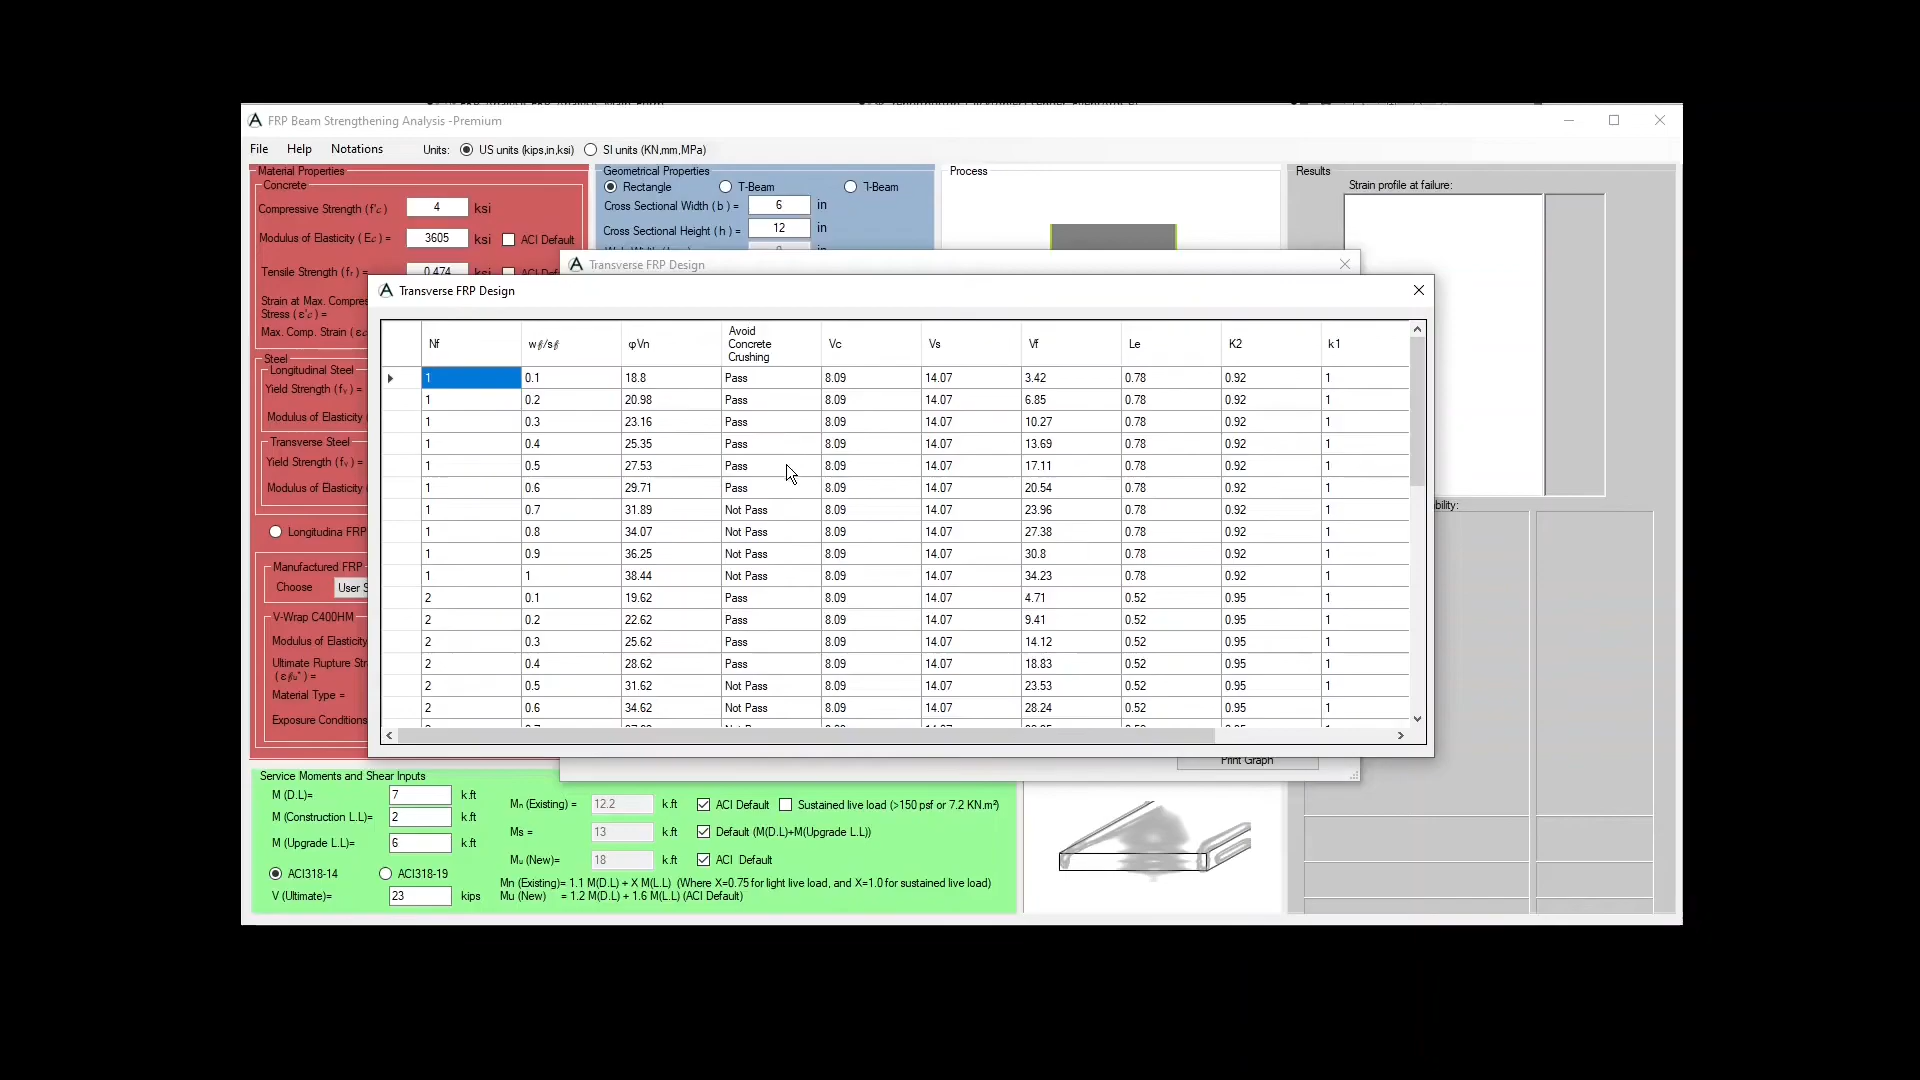 FRP Beam Strengthening Analysis -Premium
File Help Notations Units: US units (kips,in,ksi) SI units (KN,mm,MPa)
Material Properties
Concrete
Compressive Strength (f'c) 4 ksi
Modulus of Elasticity ( Ec ) = 3605 ksi ACI Default
Tensile Strength ( fr ) = 0.474 ksi
Strain at Max. Compres
Stress ( ε'c ) =
Max. Comp. Strain ( εc
Steel
Longitudinal Steel
Yield Strength ( fy ) =
Modulus of Elasticity
Transverse Steel
Yield Strength ( fy ) =
Modulus of Elasticity
Longitudina FRP
Manufactured FRP
Choose User S
V-Wrap C400HM
Modulus of Elasticity
Ultimate Rupture Str
( εfu* ) =
Material Type =
Exposure Conditions
Geometrical Properties
Rectangle T-Beam T-Beam
Cross Sectional Width ( b ) = 6 in
Cross Sectional Height ( h ) = 12 in
Process
Results
Strain profile at failure:
bility:
Transverse FRP Design
Transverse FRP Design
Nf wf/sf φVn Avoid Concrete Crushing Vc Vs Vf Le K2 k1
1 0.1 18.8 Pass 8.09 14.07 3.42 0.78 0.92 1
1 0.2 20.98 Pass 8.09 14.07 6.85 0.78 0.92 1
1 0.3 23.16 Pass 8.09 14.07 10.27 0.78 0.92 1
1 0.4 25.35 Pass 8.09 14.07 13.69 0.78 0.92 1
1 0.5 27.53 Pass 8.09 14.07 17.11 0.78 0.92 1
1 0.6 29.71 Pass 8.09 14.07 20.54 0.78 0.92 1
1 0.7 31.89 Not Pass 8.09 14.07 23.96 0.78 0.92 1
1 0.8 34.07 Not Pass 8.09 14.07 27.38 0.78 0.92 1
1 0.9 36.25 Not Pass 8.09 14.07 30.8 0.78 0.92 1
1 1 38.44 Not Pass 8.09 14.07 34.23 0.78 0.92 1
2 0.1 19.62 Pass 8.09 14.07 4.71 0.52 0.95 1
2 0.2 22.62 Pass 8.09 14.07 9.41 0.52 0.95 1
2 0.3 25.62 Pass 8.09 14.07 14.12 0.52 0.95 1
2 0.4 28.62 Pass 8.09 14.07 18.83 0.52 0.95 1
2 0.5 31.62 Not Pass 8.09 14.07 23.53 0.52 0.95 1
2 0.6 34.62 Not Pass 8.09 14.07 28.24 0.52 0.95 1
Print Graph
Service Moments and Shear Inputs
M (D.L)= 7 k.ft
M (Construction L.L)= 2 k.ft
M (Upgrade L.L)= 6 k.ft
ACI318-14 ACI318-19
V (Ultimate)= 23 kips
Mn (Existing) = 12.2 k.ft ACI Default Sustained live load (>150 psf or 7.2 KN.m²)
Ms = 13 k.ft Default (M(D.L)+M(Upgrade L.L))
Mu (New)= 18 k.ft ACI Default
Mn (Existing)= 1.1 M(D.L) + X M(L.L) (Where X=0.75 for light live load, and X=1.0 for sustained live load)
Mu (New) = 1.2 M(D.L) + 1.6 M(L.L) (ACI Default)